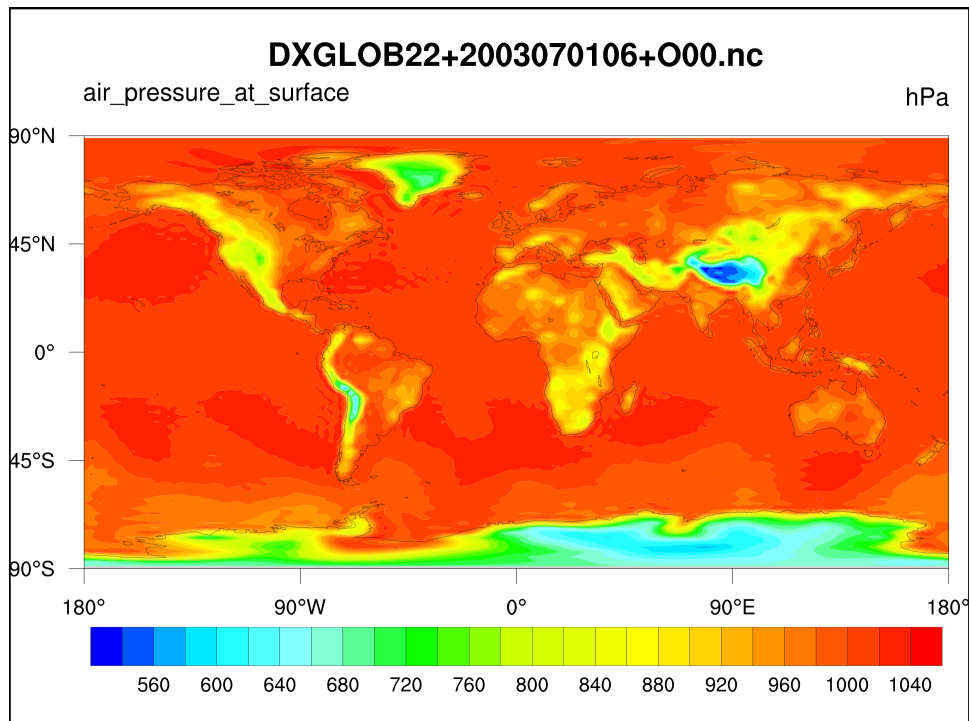 DXGLOB22+2003070106+O00.nc
air_pressure_at_surface hPa
90°N
45°N
0°
45°S
90°S
180° 90°W 0° 90°E 180°
560 600 640 680 720 760 800 840 880 920 960 1000 1040